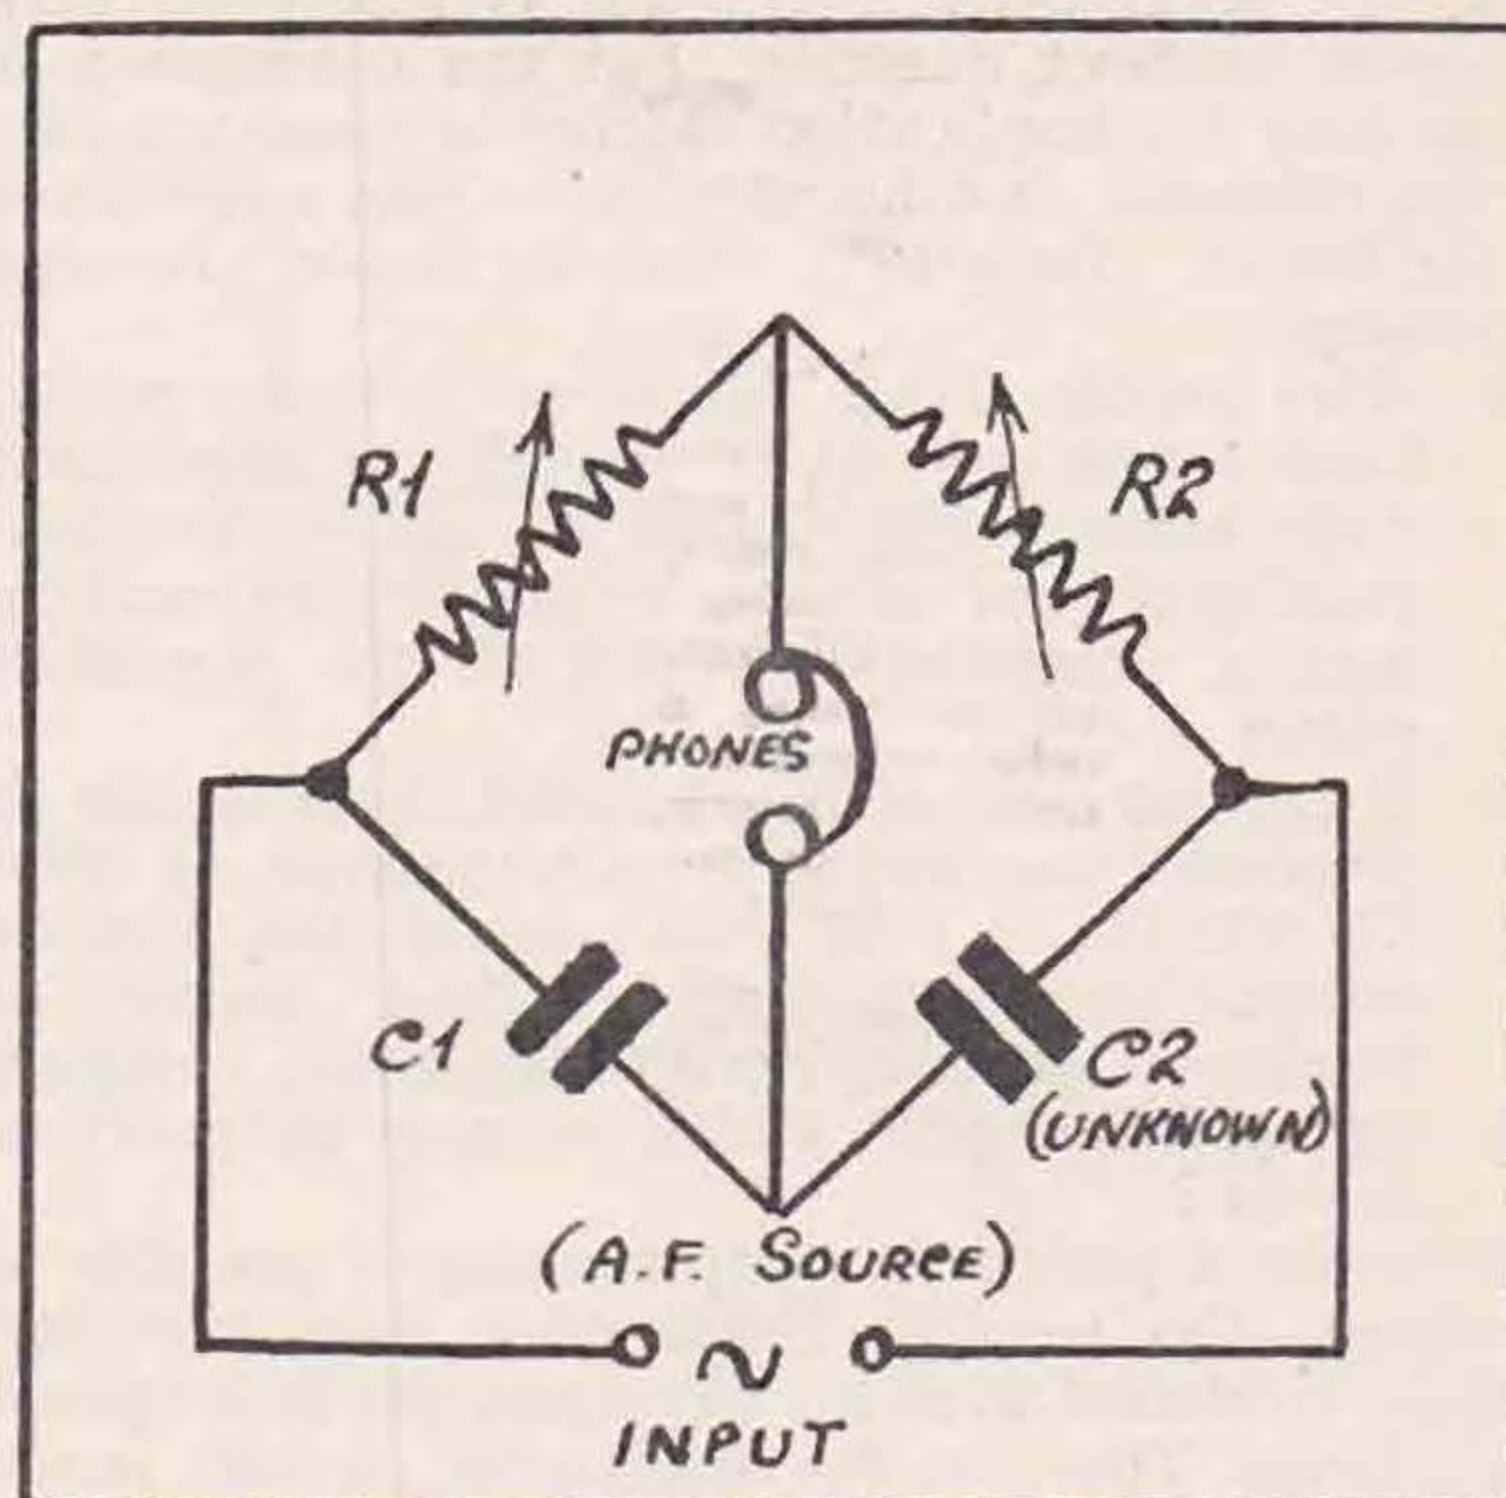 R1
R2
PHONES
C1
C2
(UNKNOWN)
(A.F. SOURCE)
~
INPUT